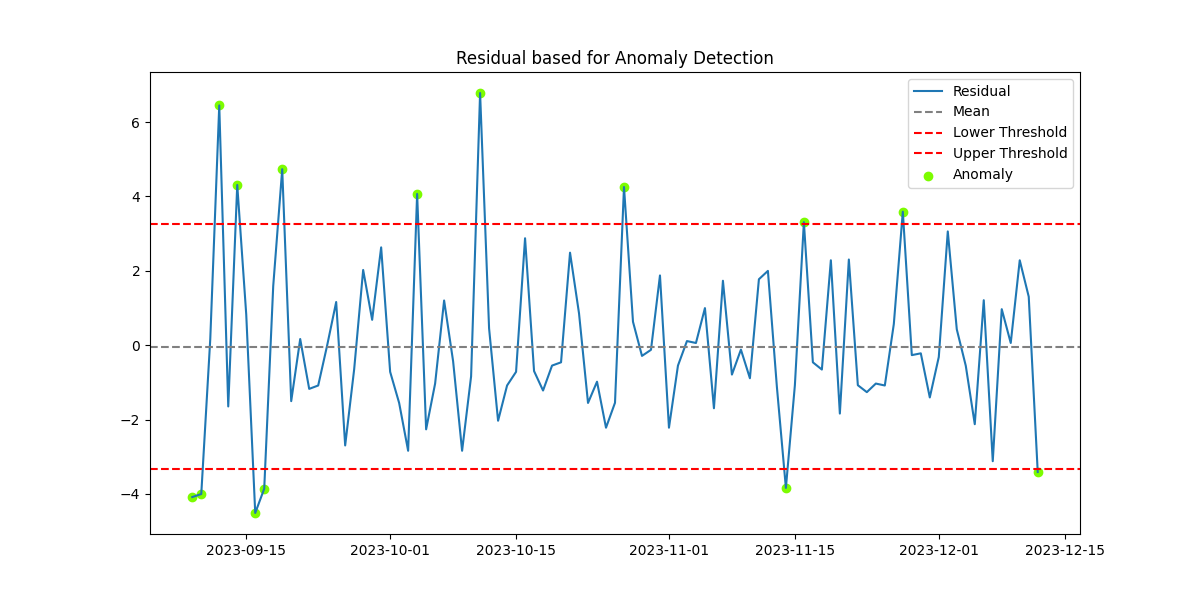 Residual based for Anomaly Detection
Residual
Mean
Lower Threshold
Upper Threshold
Anomaly
6
4
2
0
−2
−4
2023-09-15
2023-10-01
2023-10-15
2023-11-01
2023-11-15
2023-12-01
2023-12-15